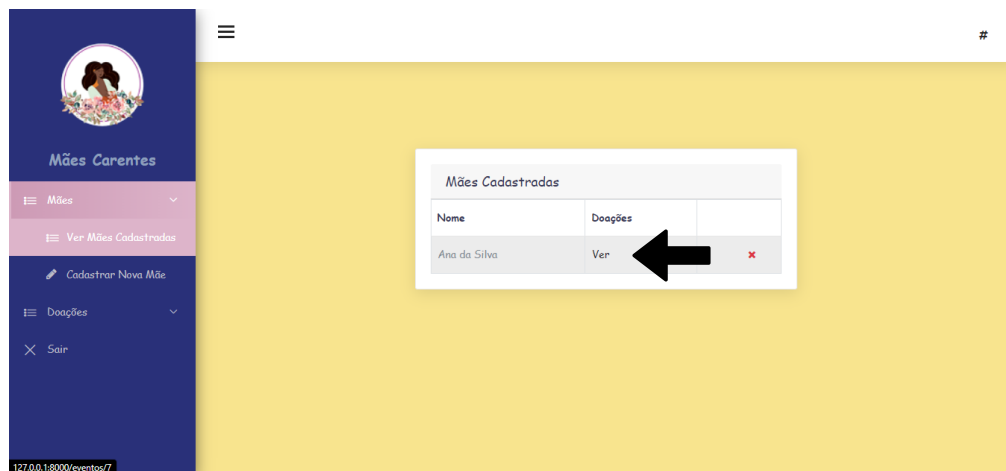 #
Mães Carentes
Mães
Ver Mães Cadastradas
Cadastrar Nova Mãe
Doações
Sair
Mães Cadastradas
Nome Doações
Ana da Silva Ver
127.0.0.1:8000/eventos/7